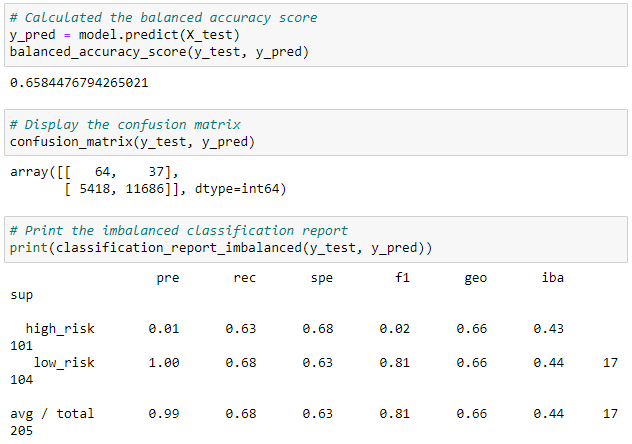 # Calculated the balanced accuracy score
y_pred = model.predict(X_test)
balanced_accuracy_score(y_test, y_pred)
0.6584476794265021
# Display the confusion matrix
confusion_matrix(y_test, y_pred)
array([[   64,    37],
       [ 5418, 11686]], dtype=int64)
# Print the imbalanced classification report
print(classification_report_imbalanced(y_test, y_pred))
                   pre       rec       spe        f1       geo       iba
sup
  high_risk       0.01      0.63      0.68      0.02      0.66      0.43
101
   low_risk       1.00      0.68      0.63      0.81      0.66      0.44     17
104
avg / total       0.99      0.68      0.63      0.81      0.66      0.44     17
205